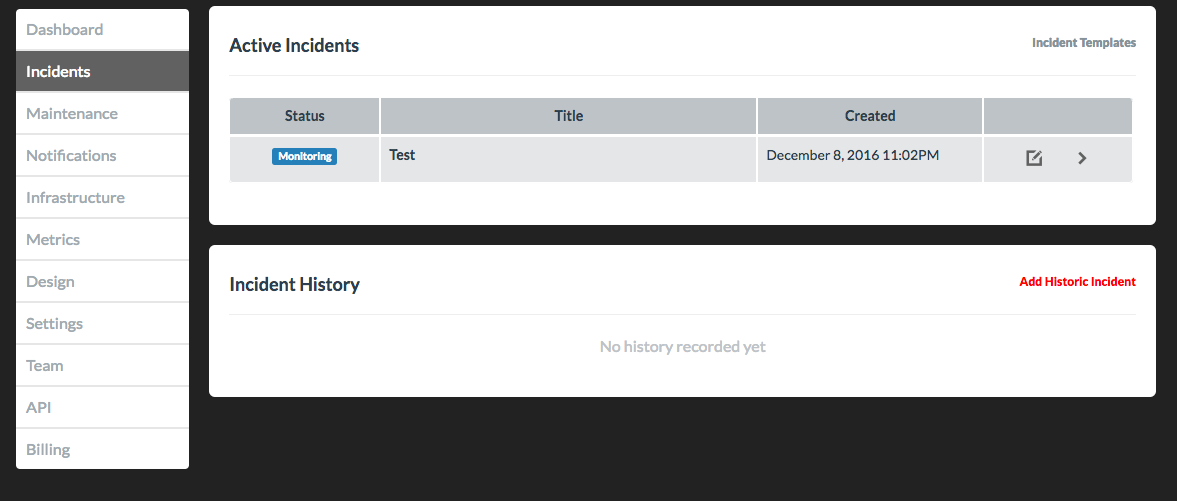 Dashboard
Incidents
Maintenance
Notifications
Infrastructure
Metrics
Design
Settings
Team
API
Billing
Active Incidents
Incident Templates
Status Title Created
Monitoring Test December 8, 2016 11:02PM
Incident History
Add Historic Incident
No history recorded yet